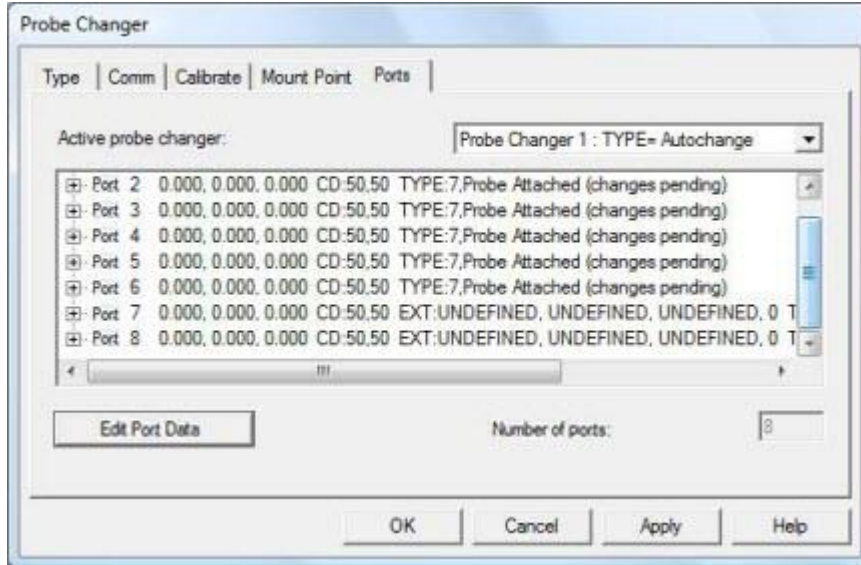 Probe Changer
Type Comm Calibrate Mount Point Ports
Active probe changer: Probe Changer 1 : TYPE= Autochange
Port 2 0.000, 0.000, 0.000 CD:50,50 TYPE:7,Probe Attached (changes pending)
Port 3 0.000, 0.000, 0.000 CD:50,50 TYPE:7,Probe Attached (changes pending)
Port 4 0.000, 0.000, 0.000 CD:50,50 TYPE:7,Probe Attached (changes pending)
Port 5 0.000, 0.000, 0.000 CD:50,50 TYPE:7,Probe Attached (changes pending)
Port 6 0.000, 0.000, 0.000 CD:50,50 TYPE:7,Probe Attached (changes pending)
Port 7 0.000, 0.000, 0.000 CD:50,50 EXT:UNDEFINED, UNDEFINED, UNDEFINED, 0 T
Port 8 0.000, 0.000, 0.000 CD:50,50 EXT:UNDEFINED, UNDEFINED, UNDEFINED, 0 T
Edit Port Data Number of ports: 8
OK Cancel Apply Help